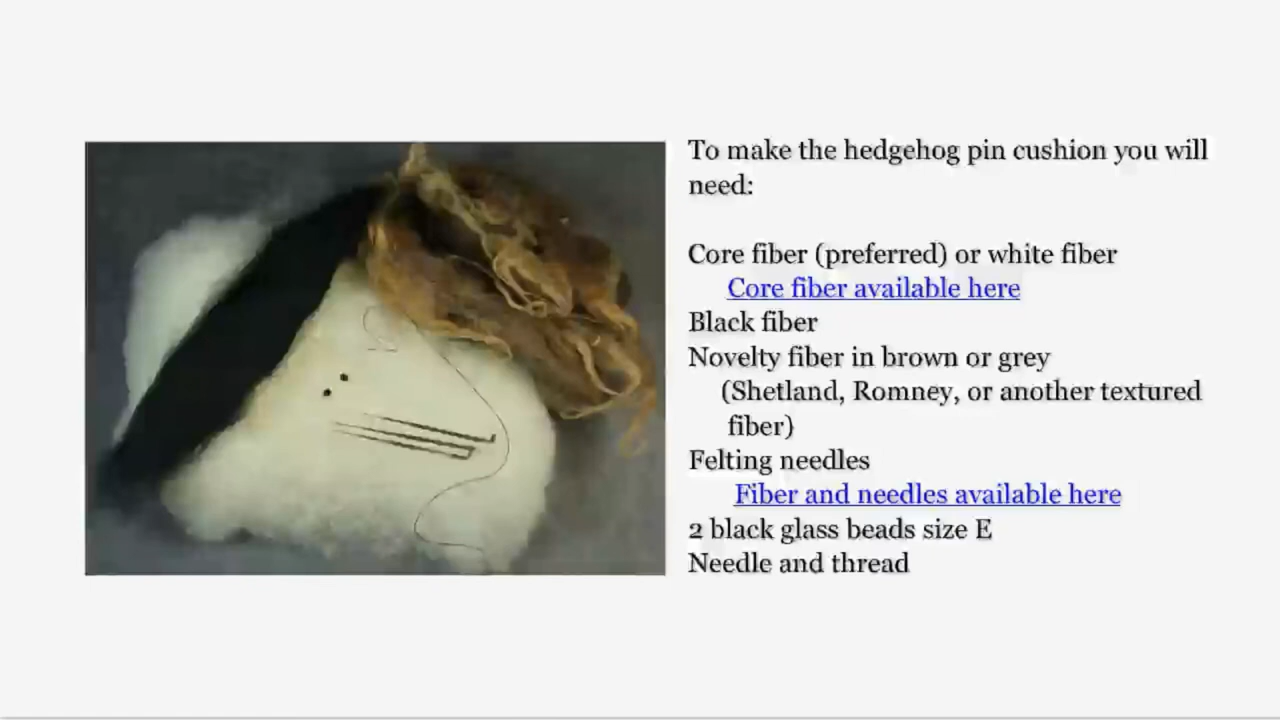 To make the hedgehog pin cushion you will
need:
Core fiber (preferred) or white fiber
Core fiber available here
Black fiber
Novelty fiber in brown or grey
(Shetland, Romney, or another textured
fiber)
Felting needles
Fiber and needles available here
2 black glass beads size E
Needle and thread